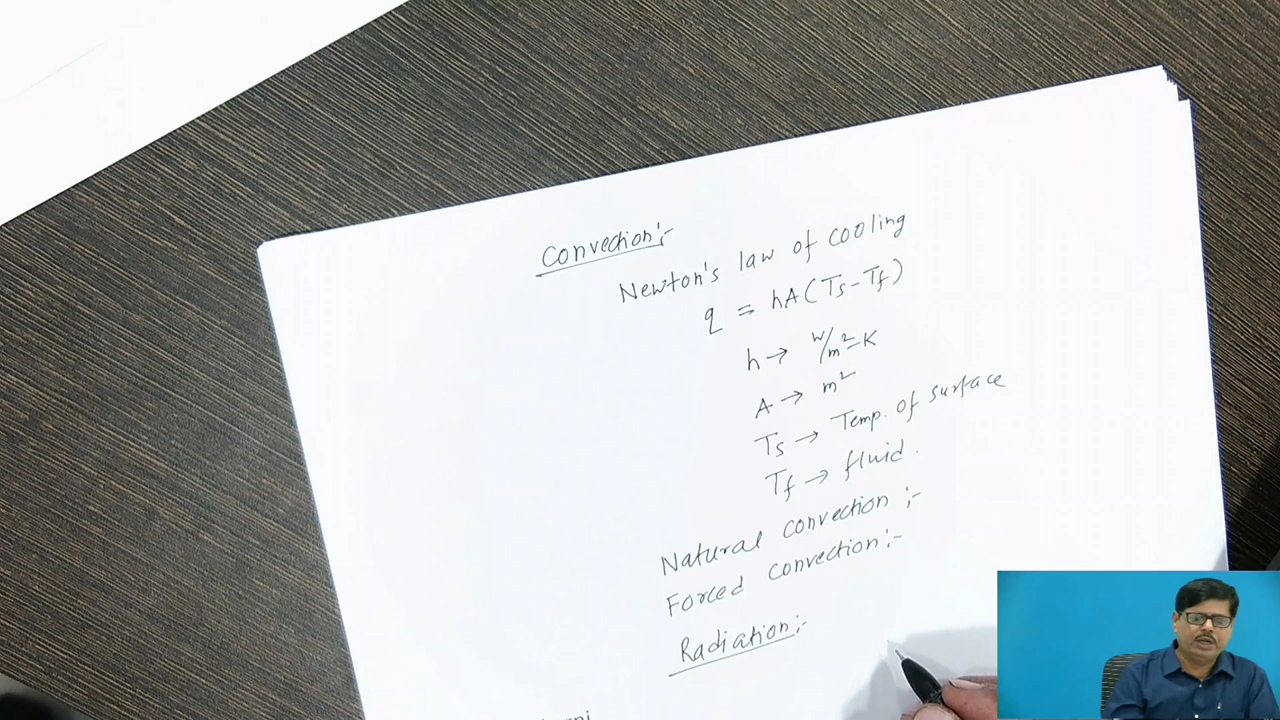 Convection:-
Newton's law of cooling
q = hA(Ts-Tf)
h → W/m²-K
A → m²
Ts → Temp. of surface
Tf → fluid.
Natural convection :-
Forced convection:-
Radiation:-